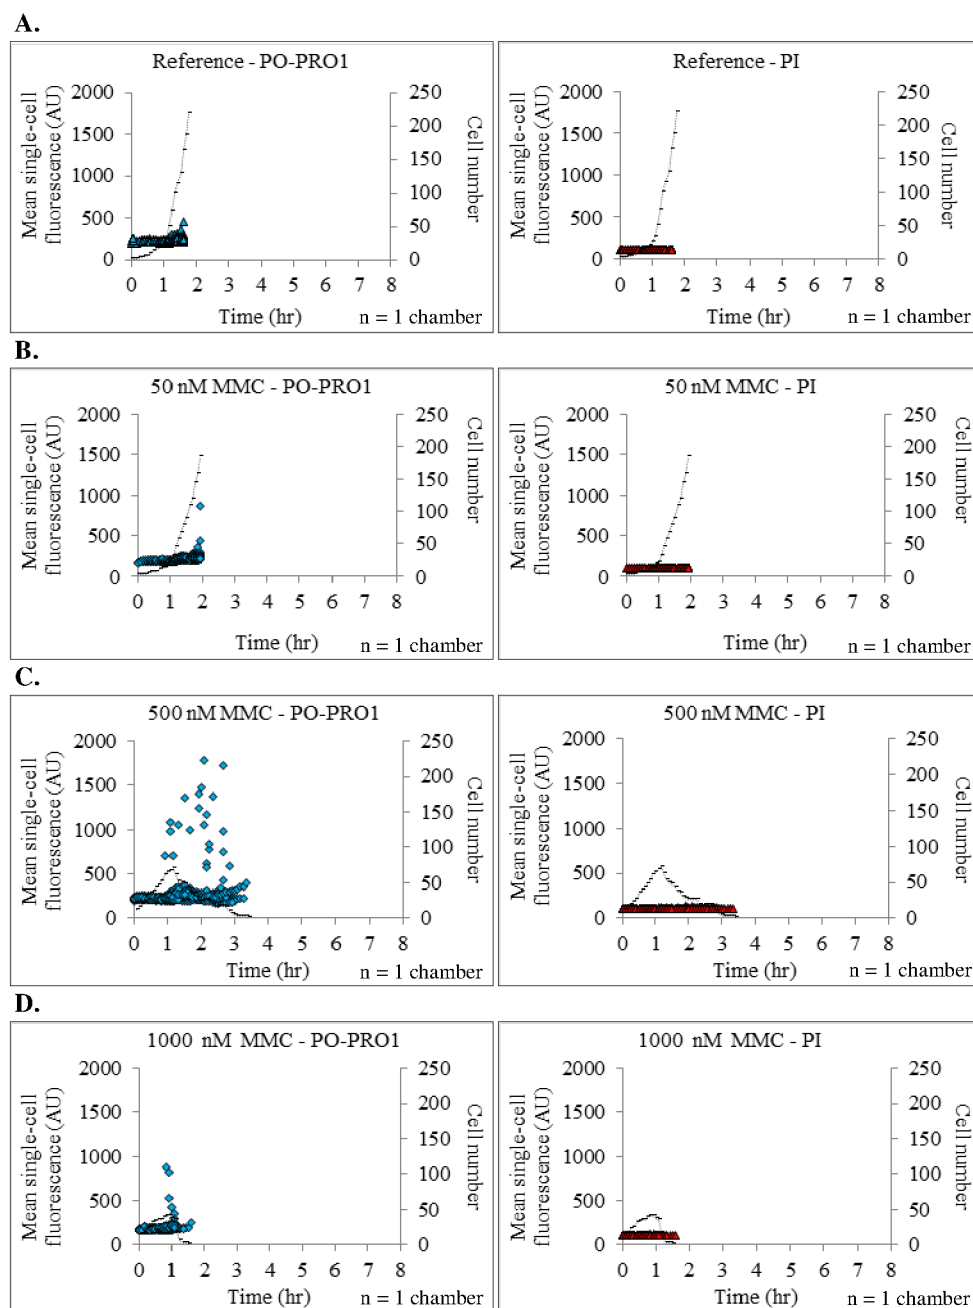 A.
Reference - PO-PRO1
Mean single-cell
fluorescence (AU)
2000
1500
1000
500
0
250
200
150
100
50
0
Cell number
0 1 2 3 4 5 6 7 8
Time (hr)
n = 1 chamber
Reference - PI
Mean single-cell
fluorescence (AU)
2000
1500
1000
500
0
250
200
150
100
50
0
Cell number
0 1 2 3 4 5 6 7 8
Time (hr)
n = 1 chamber
B.
50 nM MMC - PO-PRO1
Mean single-cell
fluorescence (AU)
2000
1500
1000
500
0
250
200
150
100
50
0
Cell number
0 1 2 3 4 5 6 7 8
Time (hr)
n = 1 chamber
50 nM MMC - PI
Mean single-cell
fluorescence (AU)
2000
1500
1000
500
0
250
200
150
100
50
0
Cell number
0 1 2 3 4 5 6 7 8
Time (hr)
n = 1 chamber
C.
500 nM MMC - PO-PRO1
Mean single-cell
fluorescence (AU)
2000
1500
1000
500
0
250
200
150
100
50
0
Cell number
0 1 2 3 4 5 6 7 8
Time (hr)
n = 1 chamber
500 nM MMC - PI
Mean single-cell
fluorescence (AU)
2000
1500
1000
500
0
250
200
150
100
50
0
Cell number
0 1 2 3 4 5 6 7 8
Time (hr)
n = 1 chamber
D.
1000 nM MMC - PO-PRO1
Mean single-cell
fluorescence (AU)
2000
1500
1000
500
0
250
200
150
100
50
0
Cell number
0 1 2 3 4 5 6 7 8
Time (hr)
n = 1 chamber
1000 nM MMC - PI
Mean single-cell
fluorescence (AU)
2000
1500
1000
500
0
250
200
150
100
50
0
Cell number
0 1 2 3 4 5 6 7 8
Time (hr)
n = 1 chamber